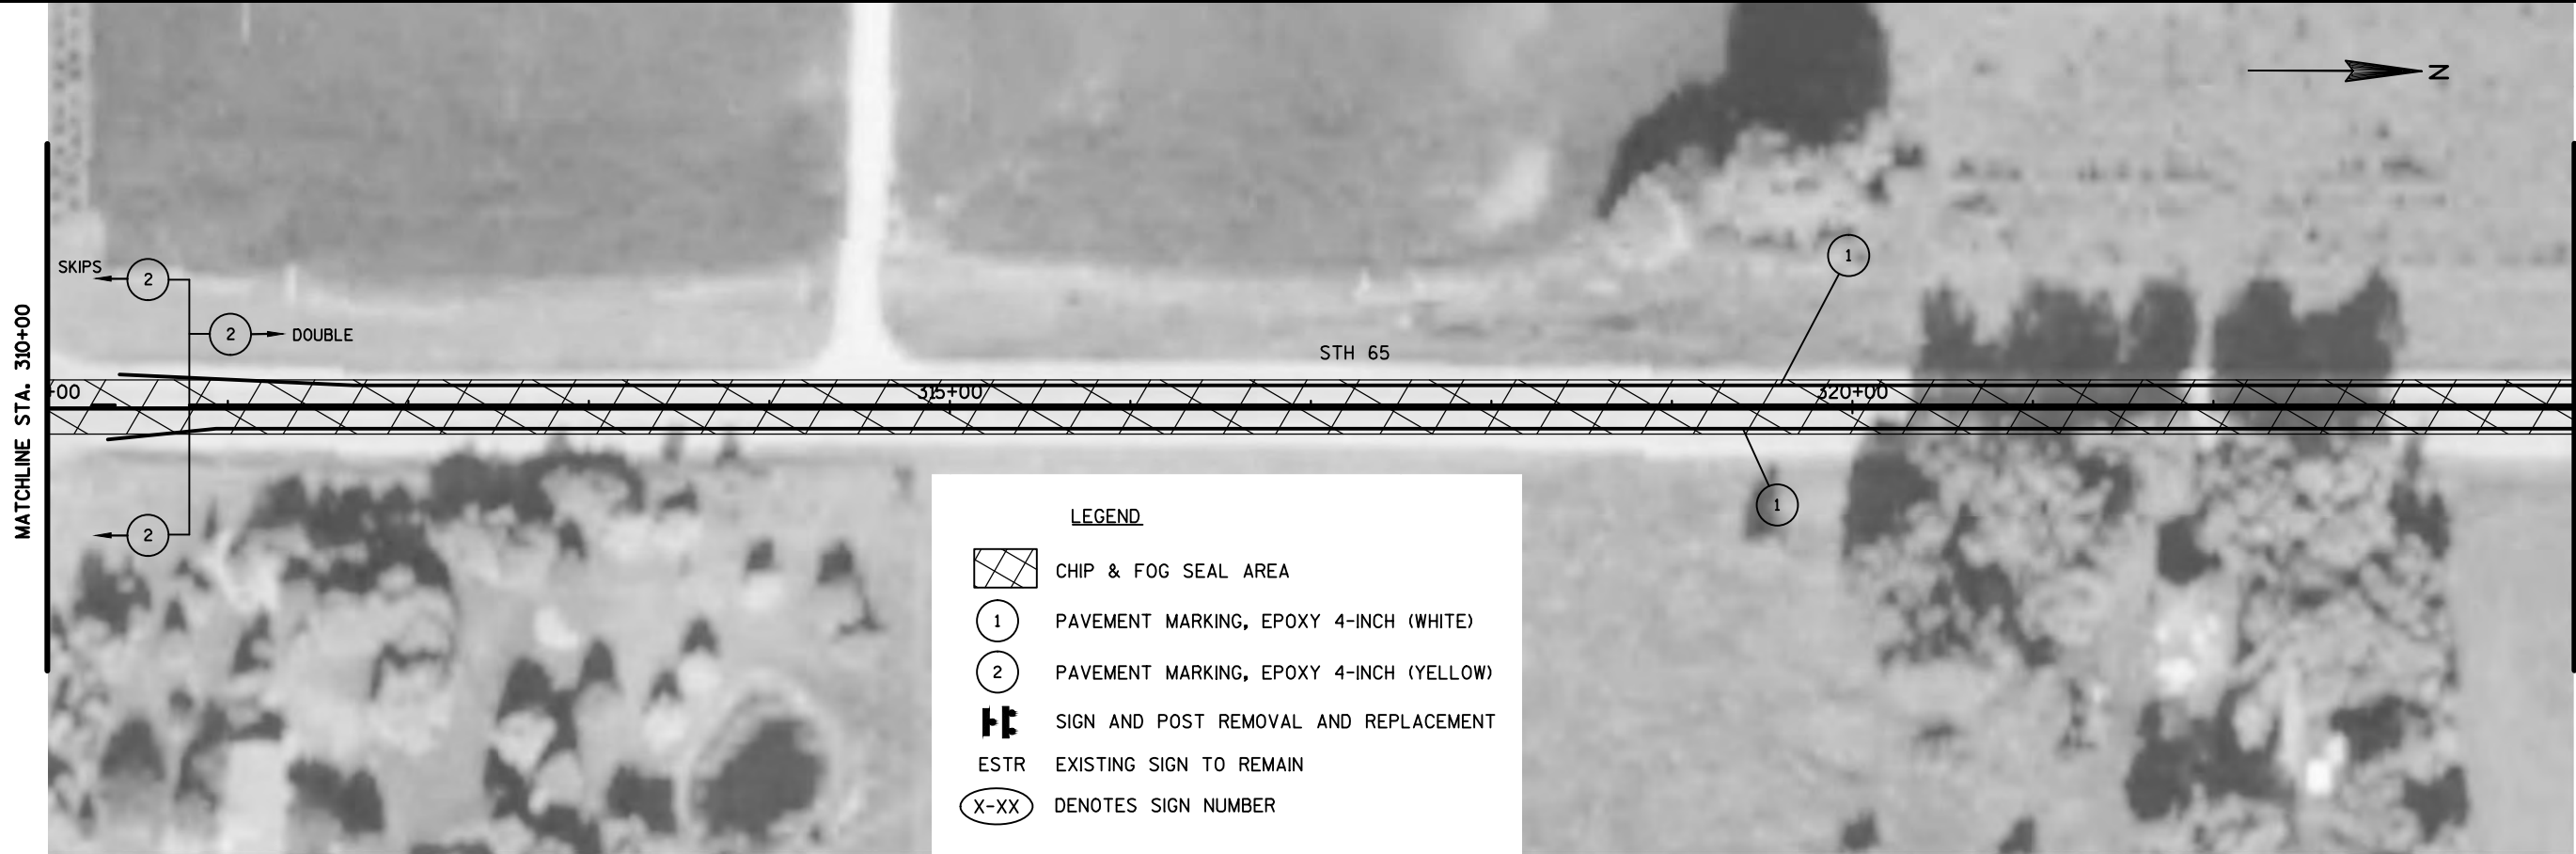 N
MATCHLINE STA. 310+00
SKIPS
2
2
DOUBLE
2
+00
315+00
STH 65
320+00
1
1
LEGEND
CHIP & FOG SEAL AREA
1 PAVEMENT MARKING, EPOXY 4-INCH (WHITE)
2 PAVEMENT MARKING, EPOXY 4-INCH (YELLOW)
SIGN AND POST REMOVAL AND REPLACEMENT
ESTR EXISTING SIGN TO REMAIN
X-XX DENOTES SIGN NUMBER